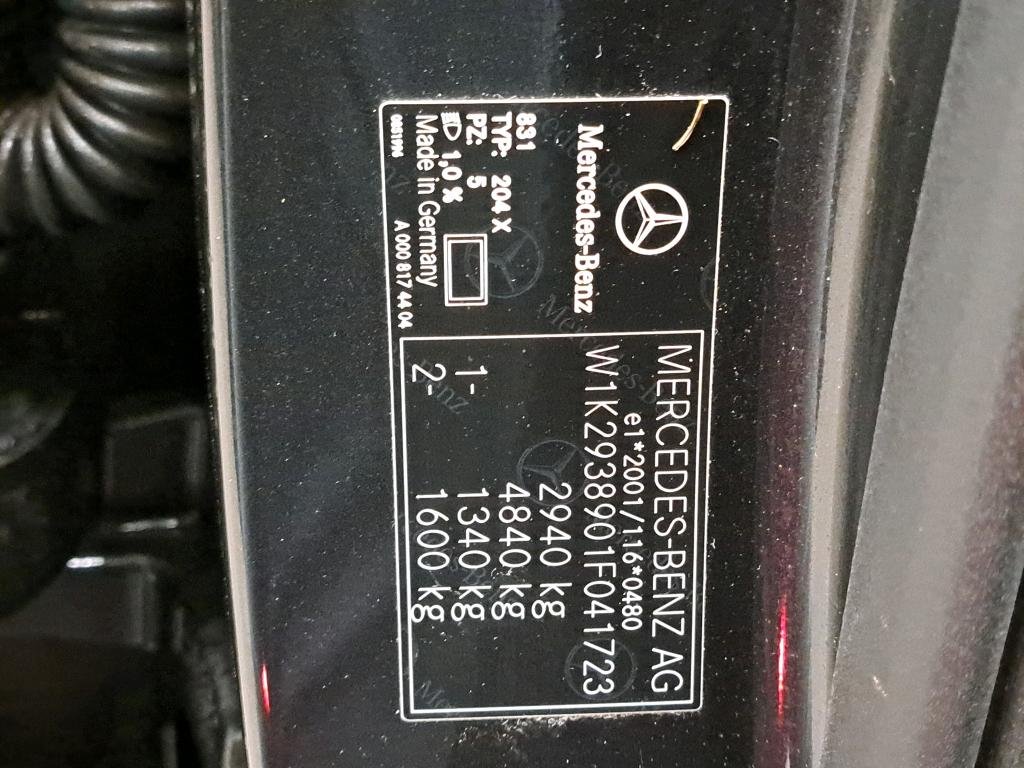 Mercedes-Benz
831
TYP: 204 X
PZ: 5
1,0 %
Made in Germany
A 000 817 44 04
MERCEDES-BENZ AG
e1*2001/116*0480
W1K2938901F041723
2940 kg
4840 kg
1- 1340 kg
2- 1600 kg